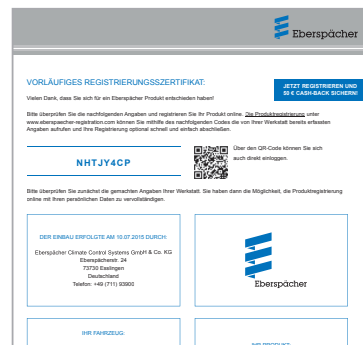 Eberspächer
VORLÄUFIGES REGISTRIERUNGSSZERTIFIKAT:
JETZT REGISTRIEREN UND
50 € CASH-BACK SICHERN!
Vielen Dank, dass Sie sich für ein Eberspächer Produkt entschieden haben!
Bitte überprüfen Sie die nachfolgenden Angaben und registrieren Sie Ihr Produkt online. Die Produktregistrierung unter
www.eberspaecher-registration.com können Sie mithilfe des nachfolgenden Codes die von Ihrer Werkstatt bereits erfassten
Angaben aufrufen und Ihre Registrierung optional schnell und einfach abschließen.
NHTJY4CP
Über den QR-Code können Sie sich
auch direkt einloggen.
Bitte überprüfen Sie zunächst die gemachten Angaben Ihrer Werkstatt. Sie haben dann die Möglichkeit, die Produktregistrierung
online mit Ihren persönlichen Daten zu vervollständigen.
DER EINBAU ERFOLGTE AM 10.07.2015 DURCH:
Eberspächer Climate Control Systems GmbH & Co. KG
Eberspächerstr. 24
73730 Esslingen
Deutschland
Telefon: +49 (711) 93900
Eberspächer
IHR FAHRZEUG:
IHR PRODUKT: